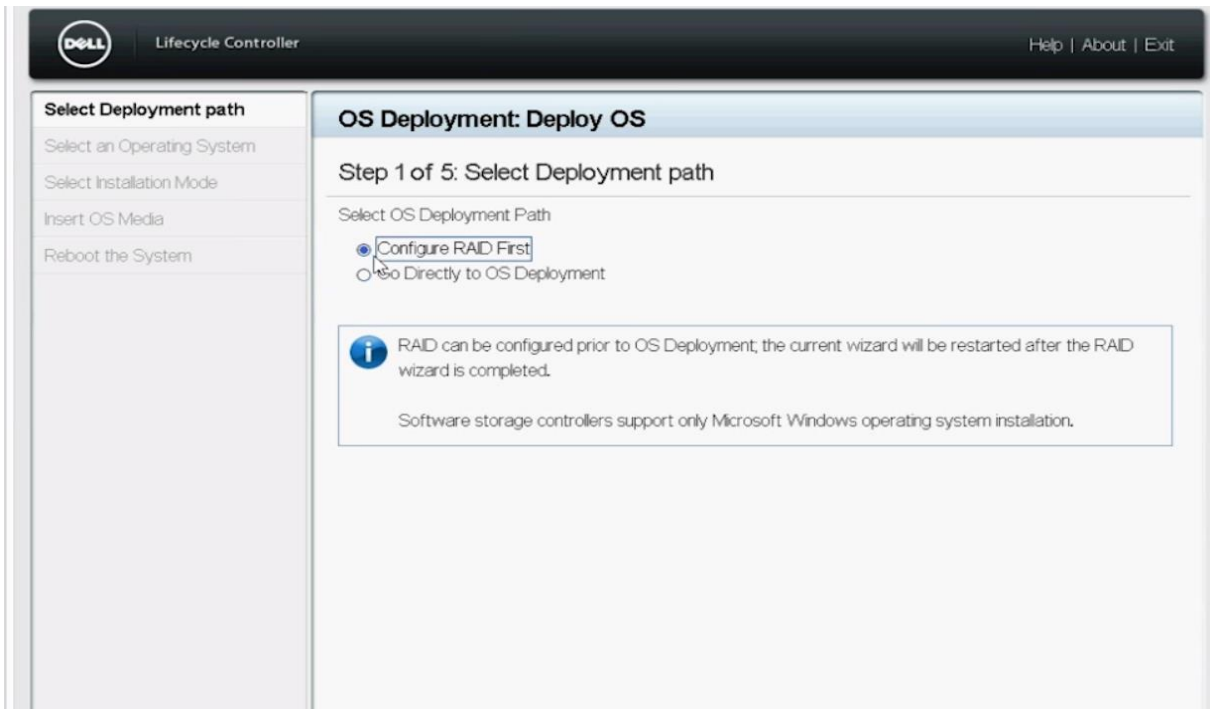 DELL
Lifecycle Controller
Help | About | Exit
Select Deployment path
Select an Operating System
Select Installation Mode
Insert OS Media
Reboot the System
OS Deployment: Deploy OS
Step 1 of 5: Select Deployment path
Select OS Deployment Path
Configure RAID First
Go Directly to OS Deployment
RAID can be configured prior to OS Deployment; the current wizard will be restarted after the RAID
wizard is completed.
Software storage controllers support only Microsoft Windows operating system installation.